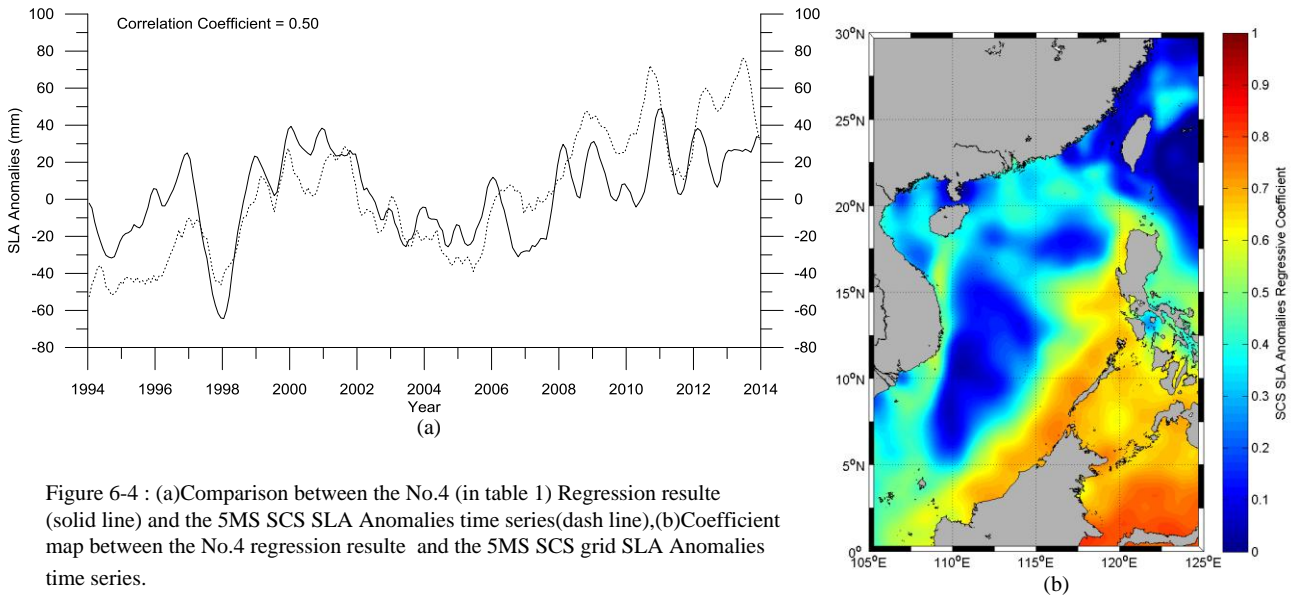 Correlation Coefficient = 0.50
SLA Anomalies (mm)
100
80
60
40
20
0
-20
-40
-60
-80
100
80
60
40
20
0
-20
-40
-60
-80
1994 1996 1998 2000 2002 2004 2006 2008 2010 2012 2014
Year
(a)
30°N
25°N
20°N
15°N
10°N
5°N
0°
105°E 110°E 115°E 120°E 125°E
(b)
1
0.9
0.8
0.7
0.6
0.5
0.4
0.3
0.2
0.1
0
SCS SLA Anomalies Regressive Coefficient
Figure 6-4 : (a)Comparison between the No.4 (in table 1) Regression resulte
(solid line) and the 5MS SCS SLA Anomalies time series(dash line),(b)Coefficient
map between the No.4 regression resulte and the 5MS SCS grid SLA Anomalies
time series.